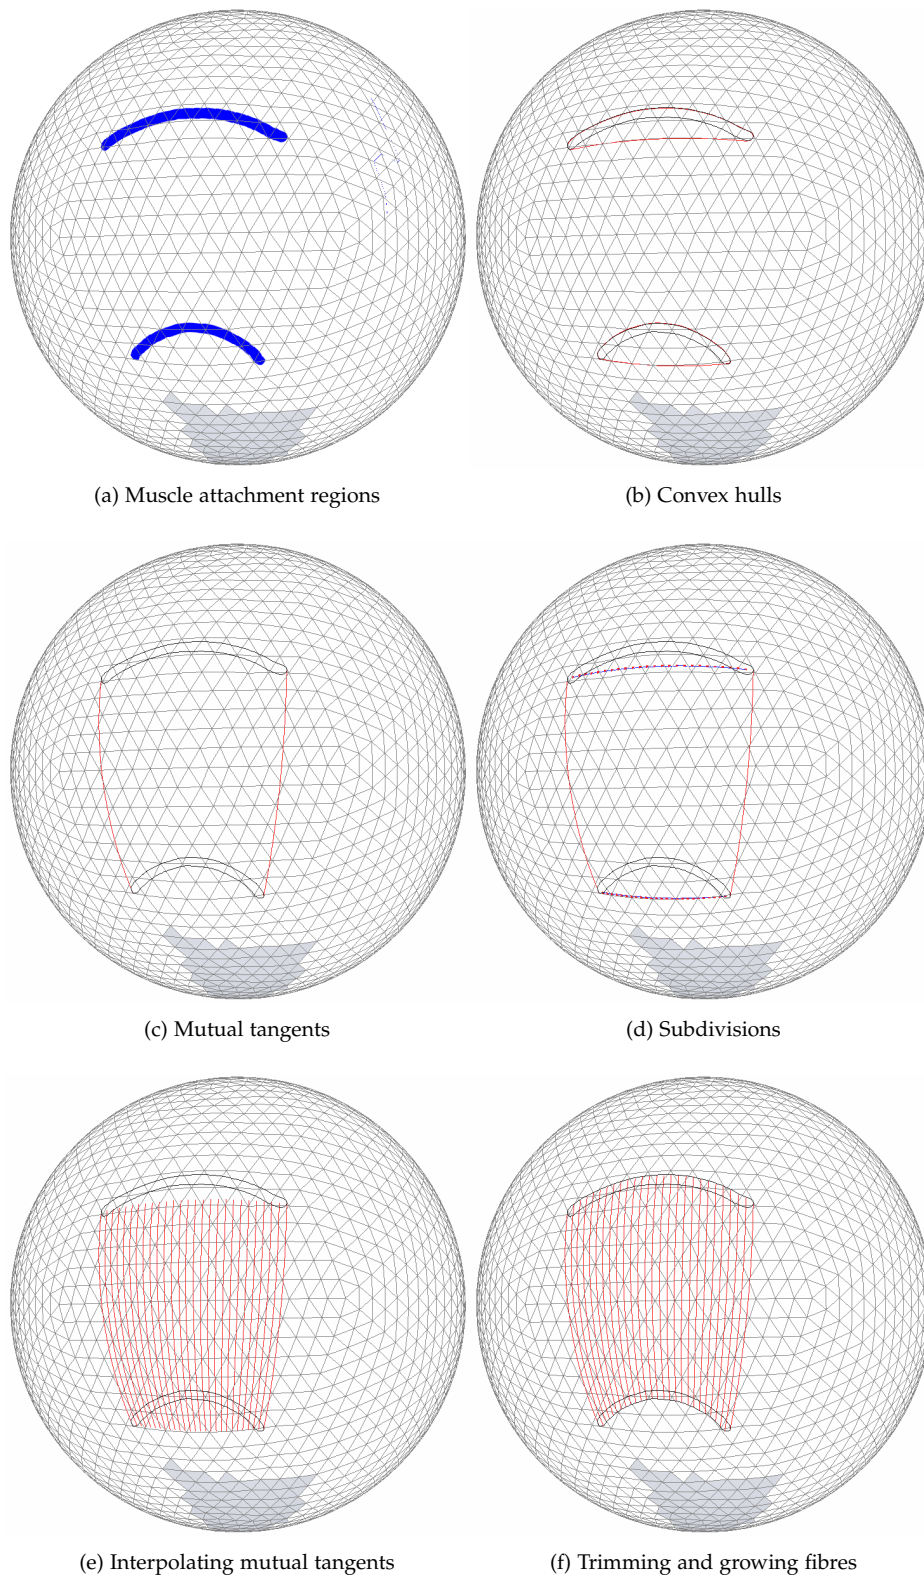 (a) Muscle attachment regions
(b) Convex hulls
(c) Mutual tangents
(d) Subdivisions
(e) Interpolating mutual tangents
(f) Trimming and growing fibres